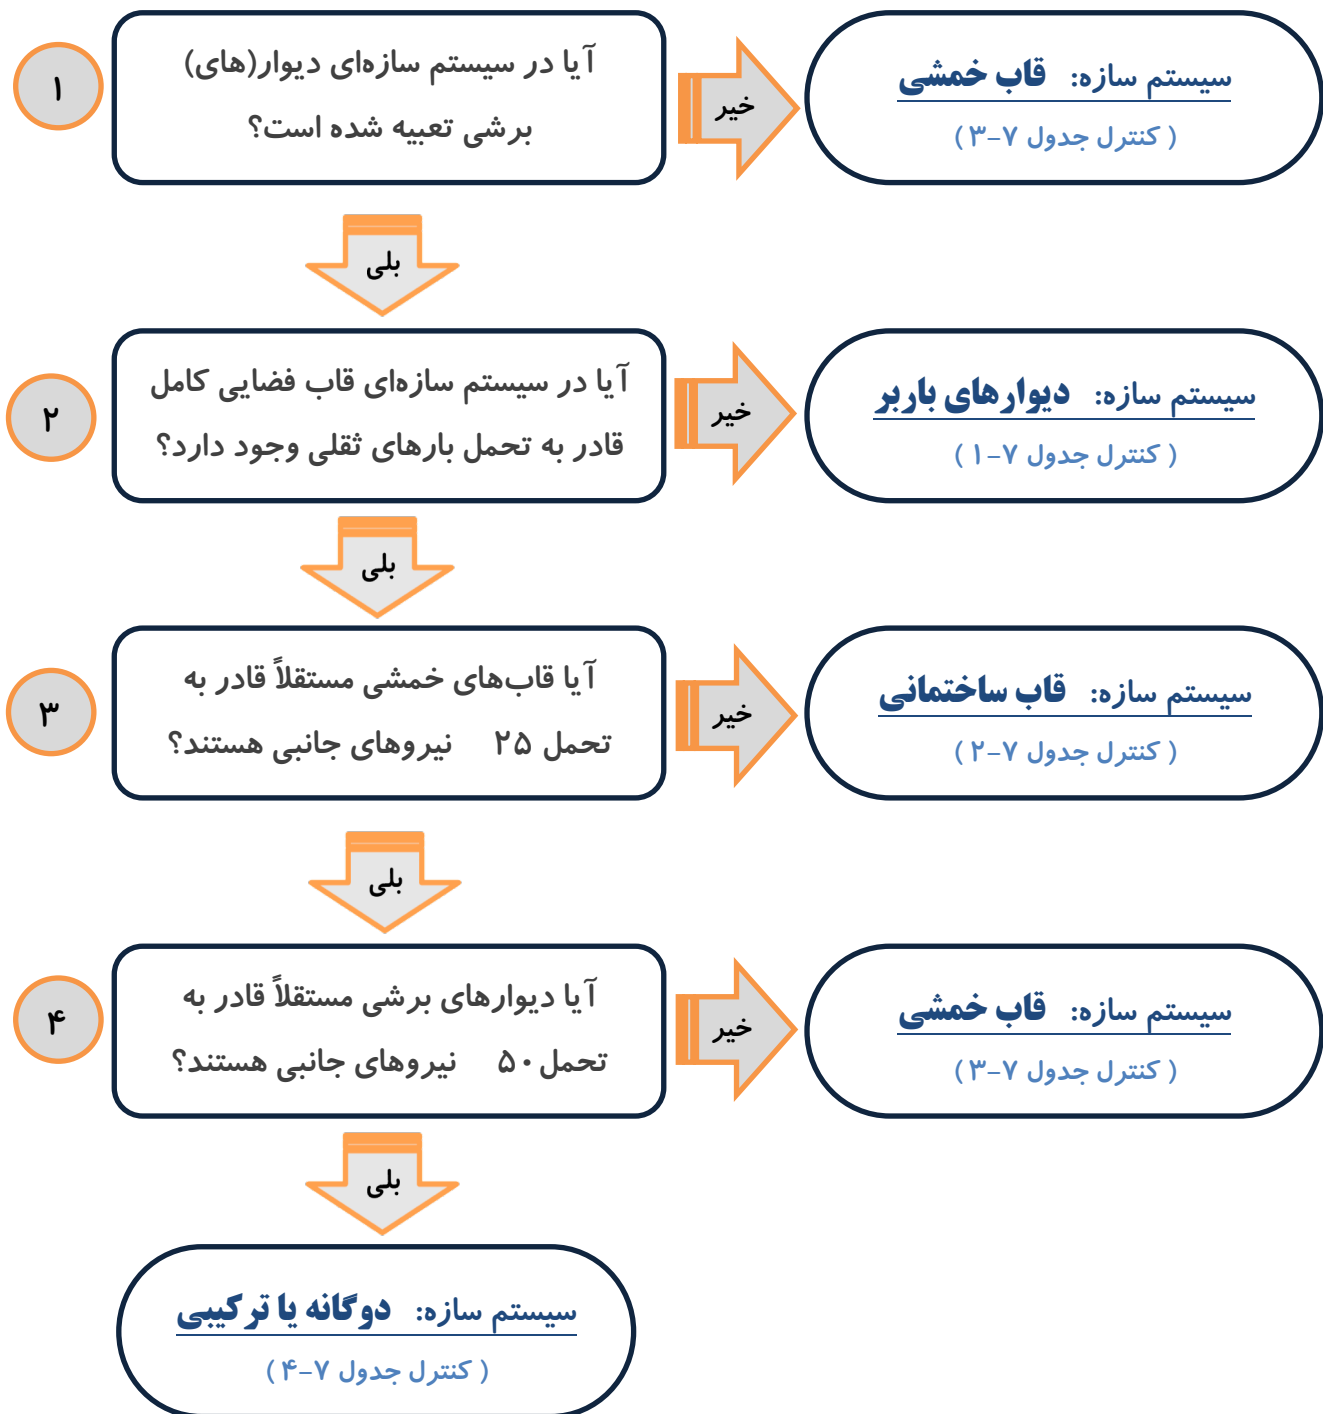 ۱
آیا در سیستم سازه‌ای دیوار(های)
برشی تعبیه شده است؟
خیر
سیستم سازه: قاب خمشی
( کنترل جدول ۷-۳ )
بلی
۲
آیا در سیستم سازه‌ای قاب فضایی کامل
قادر به تحمل بارهای ثقلی وجود دارد؟
خیر
سیستم سازه: دیوارهای باربر
( کنترل جدول ۷-۱ )
بلی
۳
آیا قاب‌های خمشی مستقلاً قادر به
تحمل ۲۵ نیروهای جانبی هستند؟
خیر
سیستم سازه: قاب ساختمانی
( کنترل جدول ۷-۲ )
بلی
۴
آیا دیوارهای برشی مستقلاً قادر به
تحمل ۵۰ نیروهای جانبی هستند؟
خیر
سیستم سازه: قاب خمشی
( کنترل جدول ۷-۳ )
بلی
سیستم سازه: دوگانه یا ترکیبی
( کنترل جدول ۷-۴ )